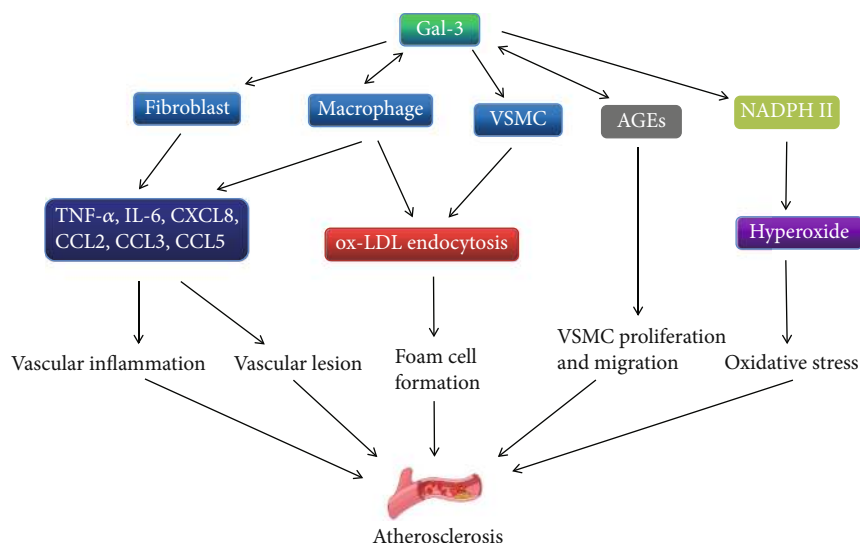 Gal-3
Fibroblast
Macrophage
VSMC
AGEs
NADPH II
TNF-α, IL-6, CXCL8,
CCL2, CCL3, CCL5
ox-LDL endocytosis
Hyperoxide
Vascular inflammation
Vascular lesion
Foam cell
formation
VSMC proliferation
and migration
Oxidative stress
Atherosclerosis